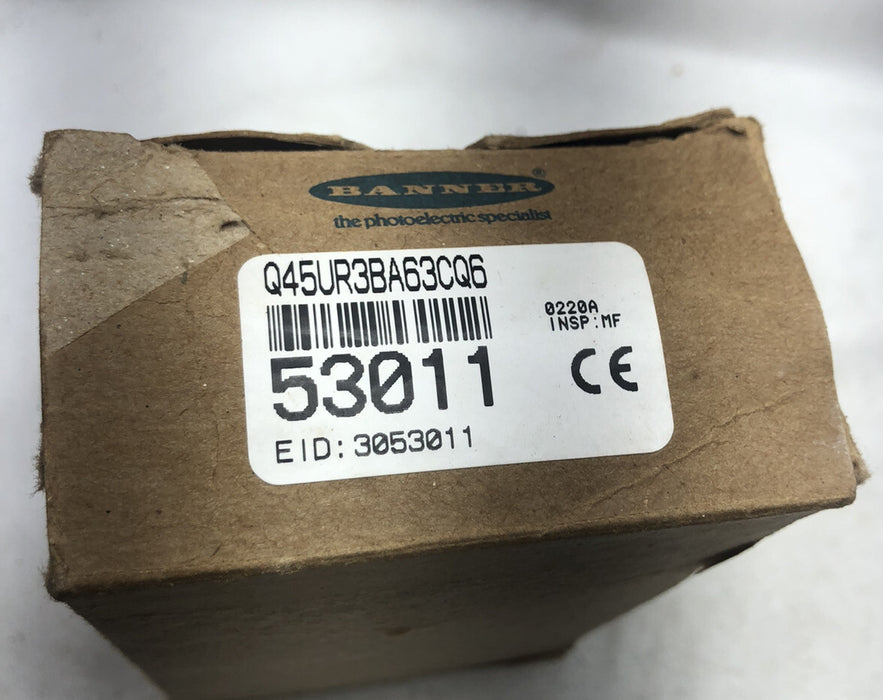 BANNER®
the photoelectric specialist
Q45UR3BA63CQ6
0220A
INSP:MF
53011
CE
EID:3053011